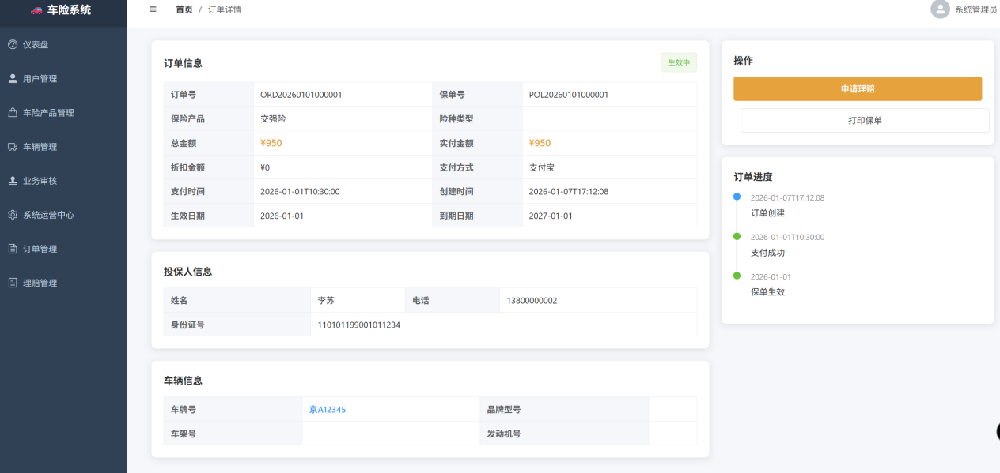 车险系统
首页 / 订单详情
系统管理员
仪表盘
用户管理
车险产品管理
车辆管理
业务审核
系统运营中心
订单管理
理赔管理
订单信息 生效中
订单号 ORD20260101000001 保单号 POL20260101000001
保险产品 交强险 险种类型
总金额 ¥950 实付金额 ¥950
折扣金额 ¥0 支付方式 支付宝
支付时间 2026-01-01T10:30:00 创建时间 2026-01-07T17:12:08
生效日期 2026-01-01 到期日期 2027-01-01
投保人信息
姓名 李苏 电话 13800000002
身份证号 110101199001011234
车辆信息
车牌号 京A12345 品牌型号
车架号 发动机号
操作
申请理赔
打印保单
订单进度
2026-01-07T17:12:08
订单创建
2026-01-01T10:30:00
支付成功
2026-01-01
保单生效